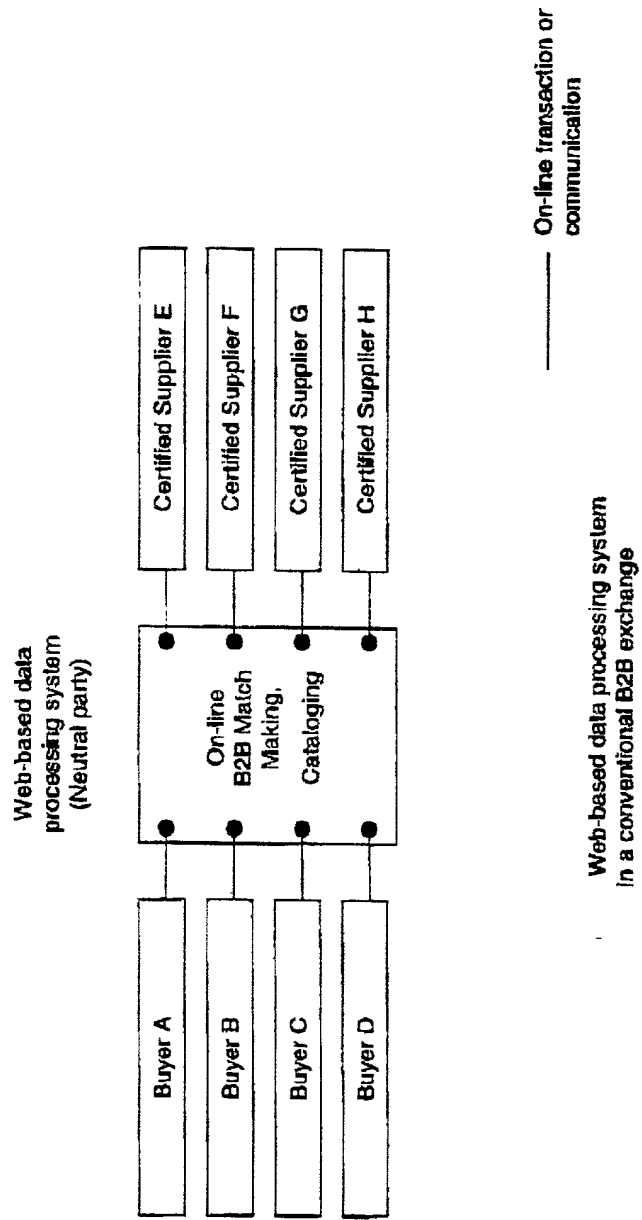 Web-based data
processing system
(Neutral party)
Buyer A
Buyer B
Buyer C
Buyer D
On-line
B2B Match
Making,
Cataloging
Certified Supplier E
Certified Supplier F
Certified Supplier G
Certified Supplier H
On-line transaction or
communication
Web-based data processing system
in a conventional B2B exchange